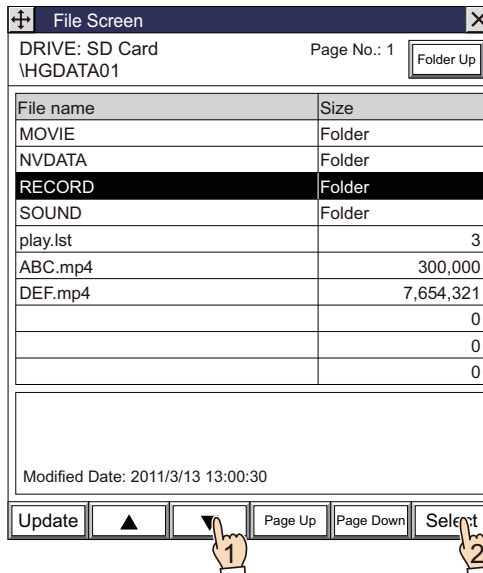 File Screen
DRIVE: SD Card Page No.: 1 Folder Up
\HGDATA01
File name Size
MOVIE Folder
NVDATA Folder
RECORD Folder
SOUND Folder
play.lst 3
ABC.mp4 300,000
DEF.mp4 7,654,321
0
0
0
Modified Date: 2011/3/13 13:00:30
Update ▲ ▼ Page Up Page Down Select
1 2